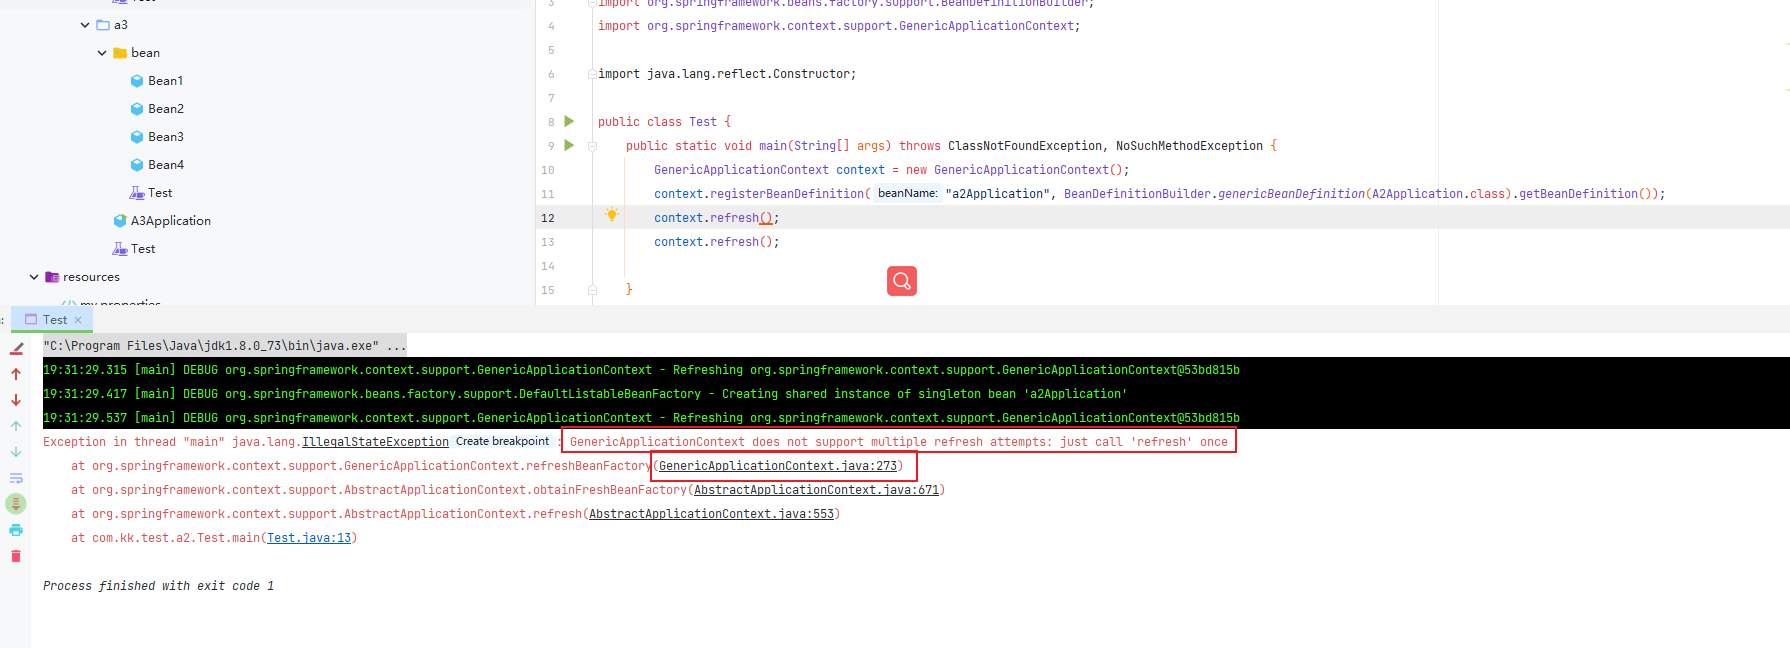 Test
a3
bean
Bean1
Bean2
Bean3
Bean4
Test
A3Application
Test
resources
my.properties
3 import org.springframework.beans.factory.support.BeanDefinitionBuilder;
4 import org.springframework.context.support.GenericApplicationContext;
5
6 import java.lang.reflect.Constructor;
7
8 public class Test {
9 public static void main(String[] args) throws ClassNotFoundException, NoSuchMethodException {
10 GenericApplicationContext context = new GenericApplicationContext();
11 context.registerBeanDefinition( beanName: "a2Application", BeanDefinitionBuilder.genericBeanDefinition(A2Application.class).getBeanDefinition());
12 context.refresh();
13 context.refresh();
14
15 }
: Test ×
"C:\Program Files\Java\jdk1.8.0_73\bin\java.exe" ...
19:31:29.315 [main] DEBUG org.springframework.context.support.GenericApplicationContext - Refreshing org.springframework.context.support.GenericApplicationContext@53bd815b
19:31:29.417 [main] DEBUG org.springframework.beans.factory.support.DefaultListableBeanFactory - Creating shared instance of singleton bean 'a2Application'
19:31:29.537 [main] DEBUG org.springframework.context.support.GenericApplicationContext - Refreshing org.springframework.context.support.GenericApplicationContext@53bd815b
Exception in thread "main" java.lang.IllegalStateException Create breakpoint : GenericApplicationContext does not support multiple refresh attempts: just call 'refresh' once
at org.springframework.context.support.GenericApplicationContext.refreshBeanFactory(GenericApplicationContext.java:273)
at org.springframework.context.support.AbstractApplicationContext.obtainFreshBeanFactory(AbstractApplicationContext.java:671)
at org.springframework.context.support.AbstractApplicationContext.refresh(AbstractApplicationContext.java:553)
at com.kk.test.a2.Test.main(Test.java:13)
Process finished with exit code 1